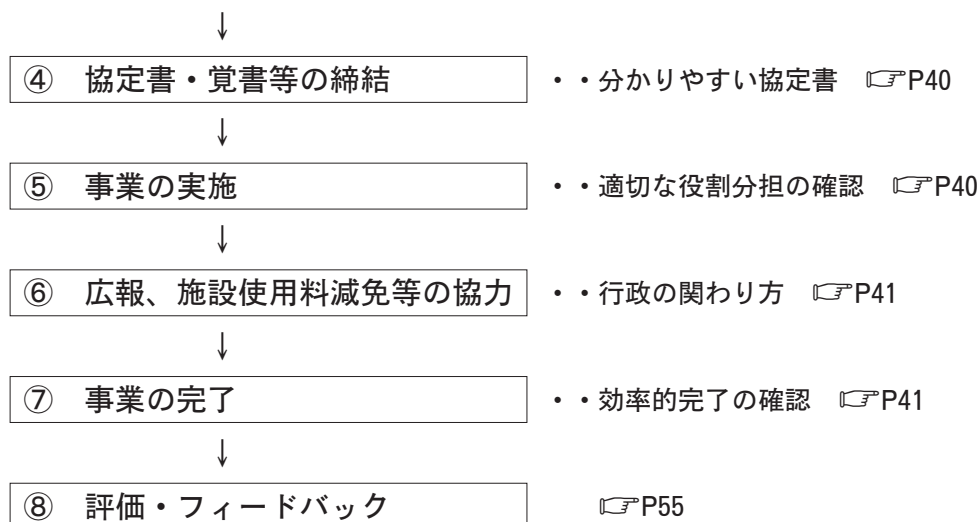 ↓
④ 協定書・覚書等の締結 ・・分かりやすい協定書 ☞P40
↓
⑤ 事業の実施 ・・適切な役割分担の確認 ☞P40
↓
⑥ 広報、施設使用料減免等の協力 ・・行政の関わり方 ☞P41
↓
⑦ 事業の完了 ・・効率的完了の確認 ☞P41
↓
⑧ 評価・フィードバック ☞P55